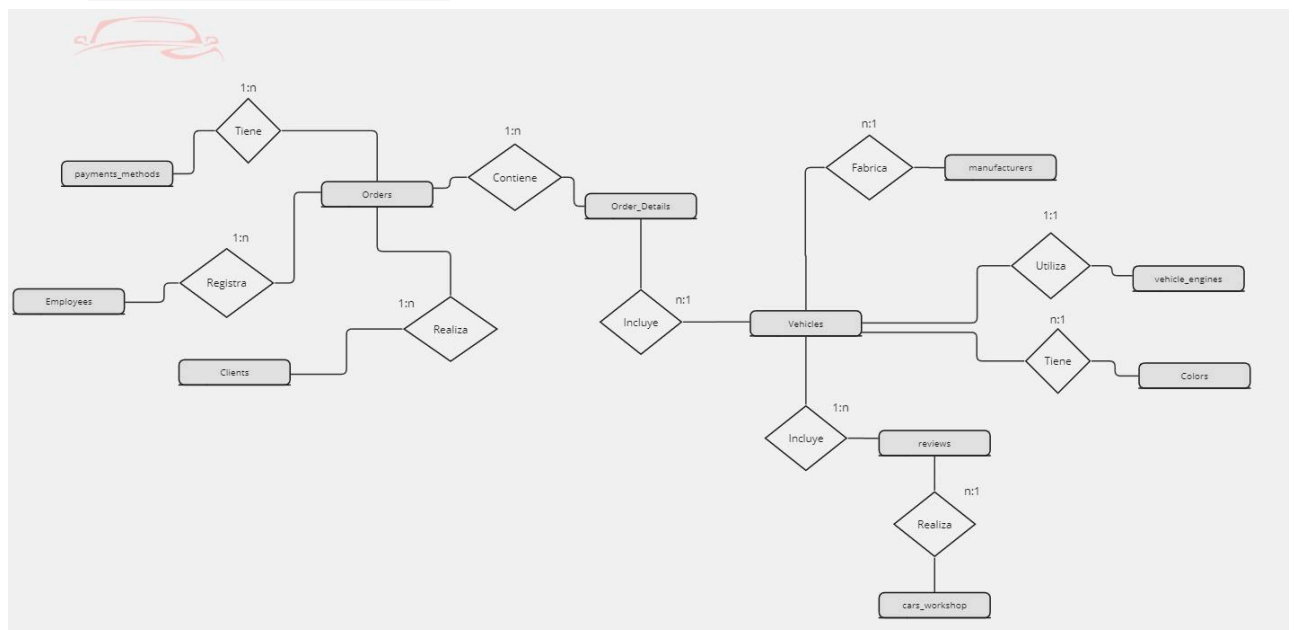 1:n
Tiene
payments_methods
Orders
1:n
Contiene
Order_Details
1:n
Registra
Employees
1:n
Realiza
Clients
n:1
Incluye
Vehicles
n:1
Fabrica
manufacturers
1:1
Utiliza
vehicle_engines
n:1
Tiene
Colors
1:n
Incluye
reviews
n:1
Realiza
cars_workshop